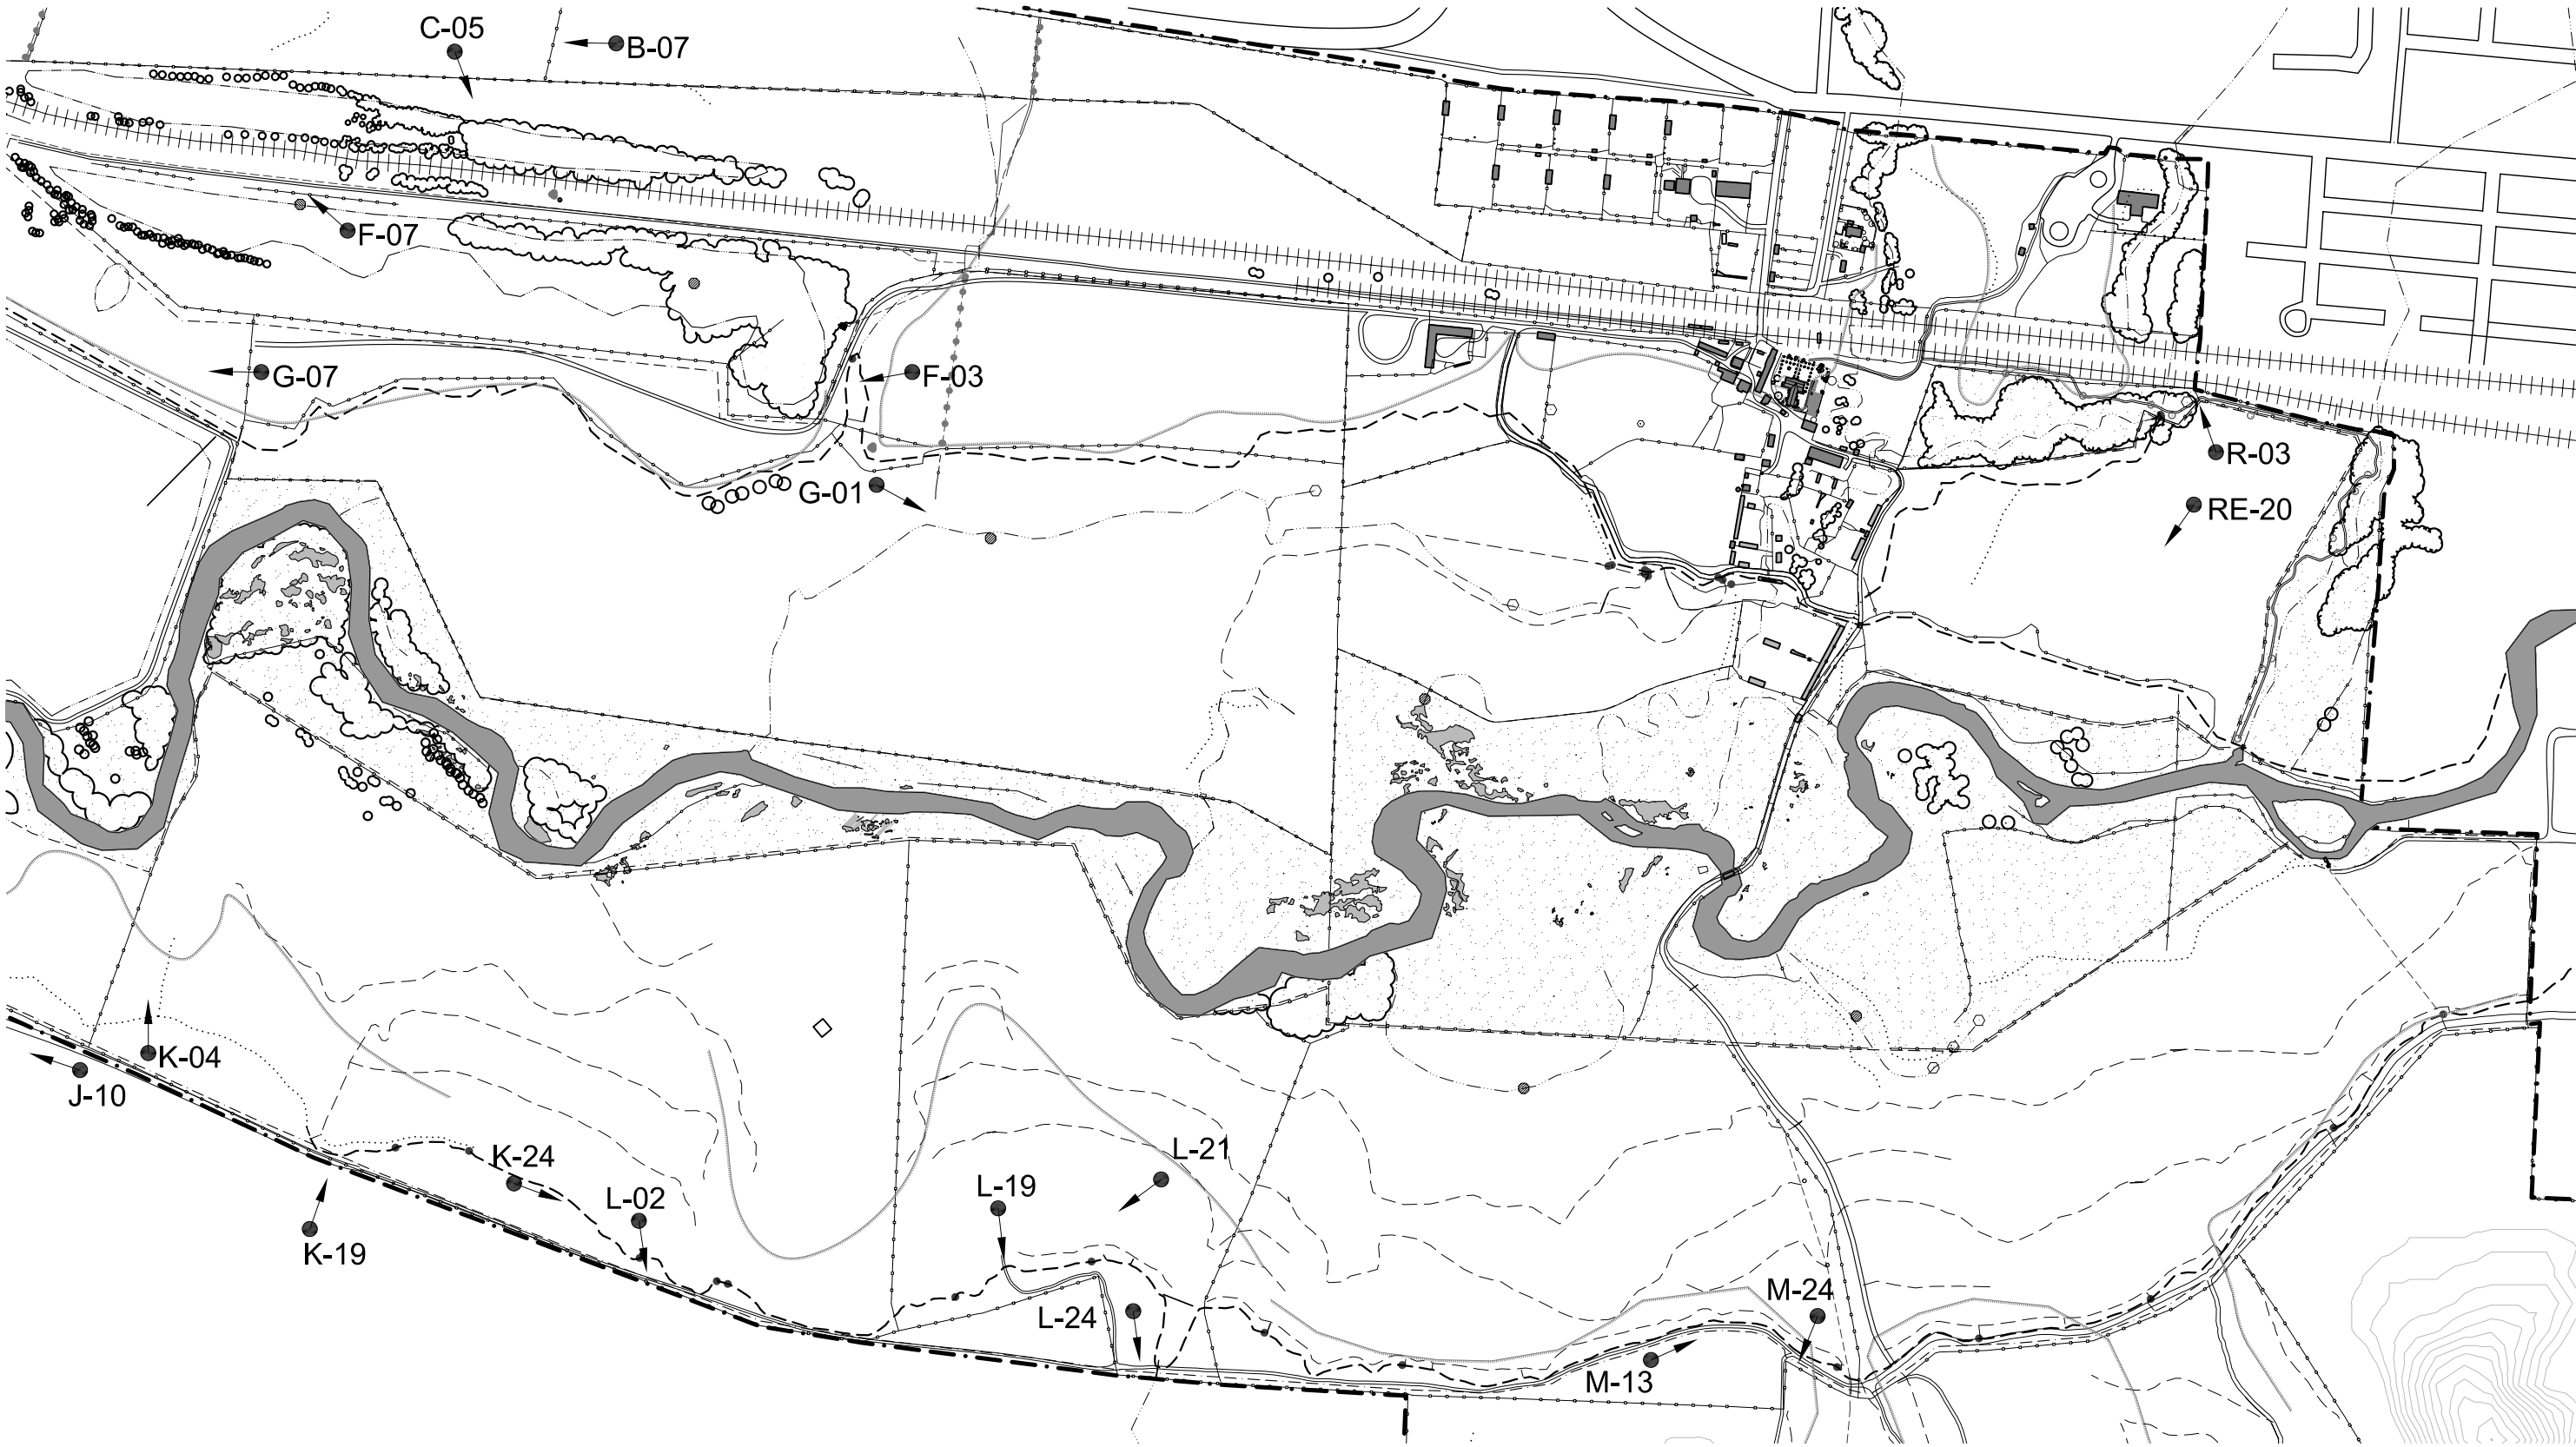 C-05
B-07
F-07
G-07
F-03
G-01
R-03
RE-20
K-04
J-10
K-24
L-21
L-02
L-19
K-19
M-24
L-24
M-13